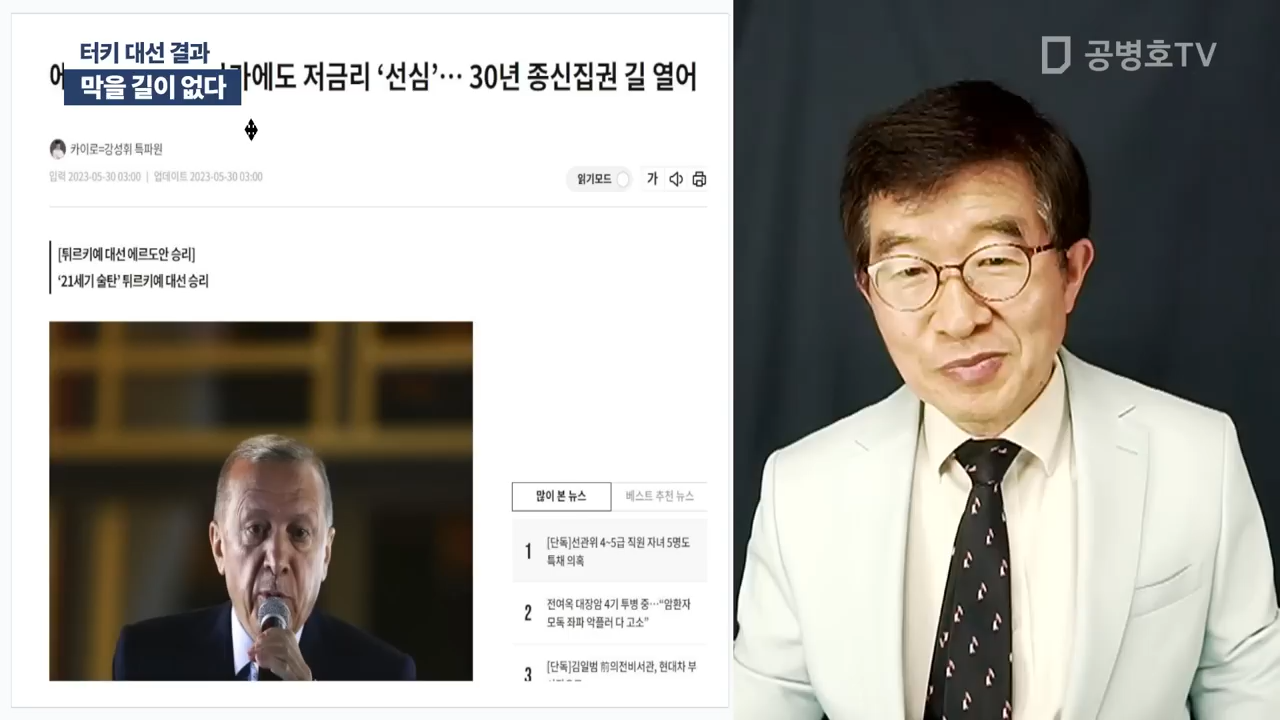 터키 대선 결과
막을 길이 없다
공병호TV
에도 저금리 ‘선심’… 30년 종신집권 길 열어
카이로=강성휘 특파원
입력 2023-05-30 03:00 | 업데이트 2023-05-30 03:00
읽기모드 가
[튀르키예 대선 에르도안 승리]
‘21세기 술탄’ 튀르키예 대선 승리
많이 본 뉴스 베스트 추천 뉴스
1 [단독]선관위 4~5급 직원 자녀 5명도
특채 의혹
2 전여옥 대장암 4기 투병 중…“암환자
모독 좌파 악플러 다 고소”
3 [단독]김일범 前의전비서관, 현대차 부